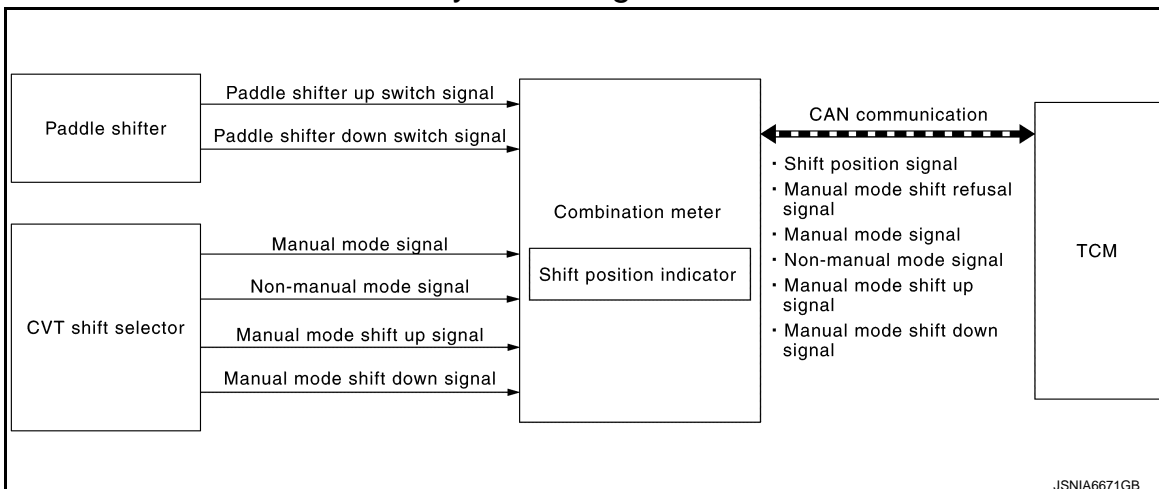 Paddle shifter
Paddle shifter up switch signal
Paddle shifter down switch signal
CVT shift selector
Manual mode signal
Non-manual mode signal
Manual mode shift up signal
Manual mode shift down signal
Combination meter
Shift position indicator
CAN communication
· Shift position signal
· Manual mode shift refusal
signal
· Manual mode signal
· Non-manual mode signal
· Manual mode shift up
signal
· Manual mode shift down
signal
TCM
JSNIA6671GB